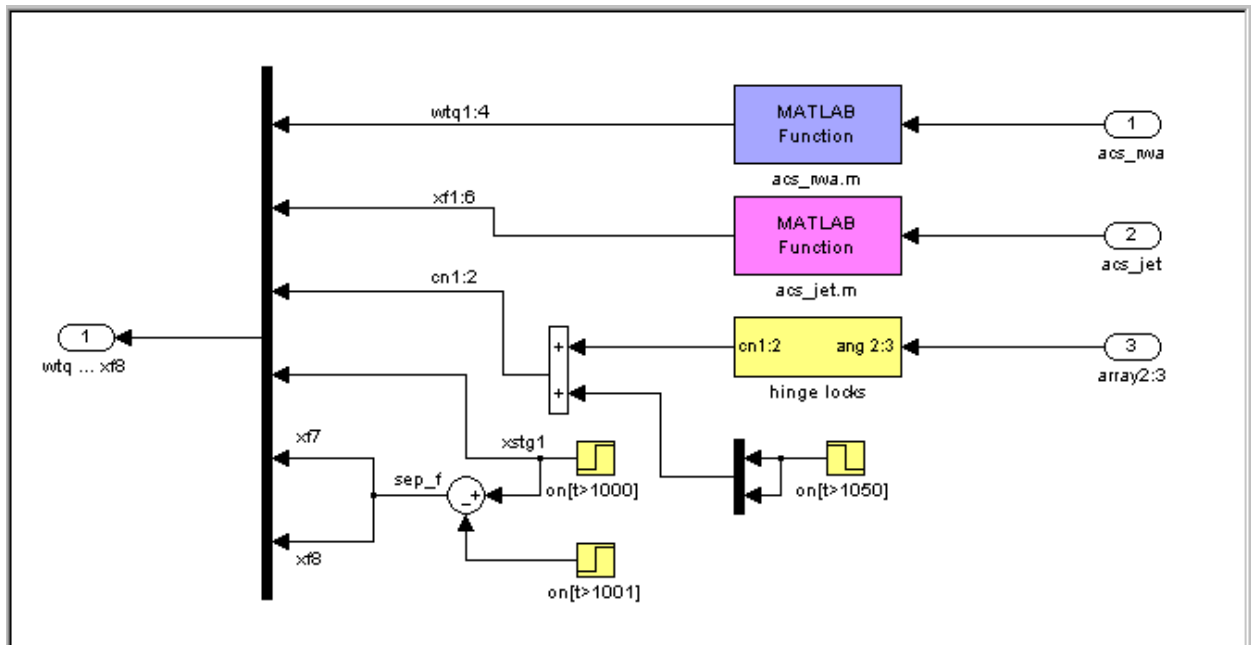 wtq1:4
MATLAB
Function
1
acs_rwa
acs_rwa.m
xf1:6
MATLAB
Function
2
acs_jet
acs_jet.m
cn1:2
1
wtq ... xf8
+
+
cn1:2 ang 2:3
3
array2:3
hinge locks
xf7
xstg1
sep_f
on[t>1000]
on[t>1050]
- +
xf8
on[t>1001]